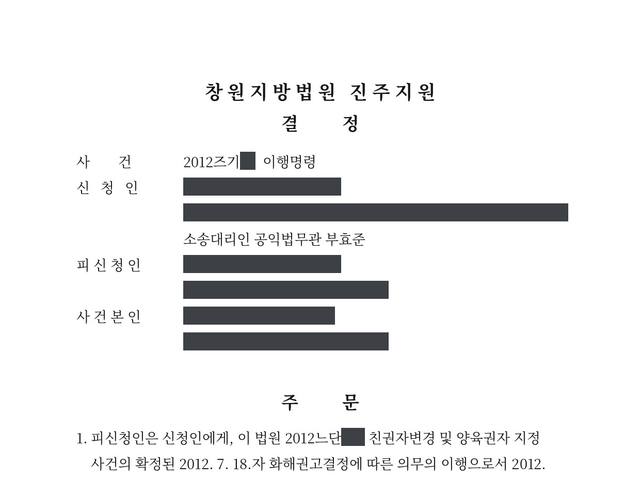 창원지방법원 진주지원
결 정
사 건 2012즈기 이행명령
신 청 인
소송대리인 공익법무관 부효준
피신청인
사건본인
주 문
1. 피신청인은 신청인에게, 이 법원 2012느단 친권자변경 및 양육권자 지정
사건의 확정된 2012. 7. 18.자 화해권고결정에 따른 의무의 이행으로서 2012.